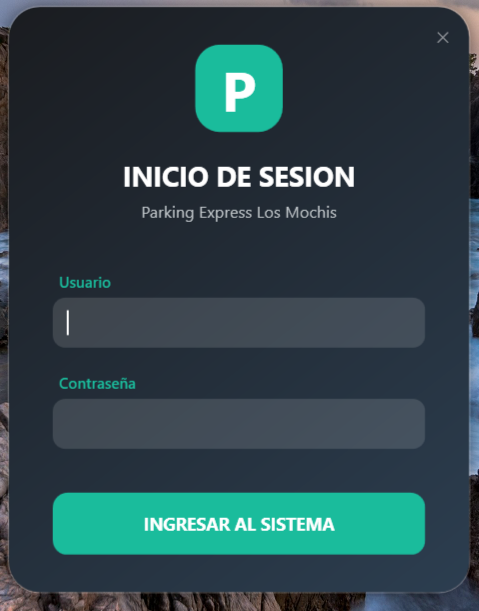 P
INICIO DE SESION
Parking Express Los Mochis
Usuario
Contraseña
INGRESAR AL SISTEMA